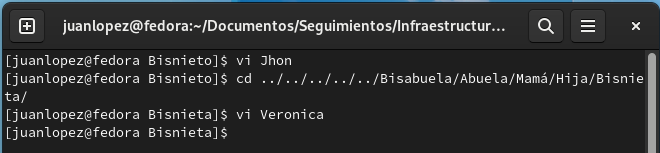 juanlopez@fedora:~/Documentos/Seguimientos/Infraestructur...
[juanlopez@fedora Bisnieto]$ vi Jhon
[juanlopez@fedora Bisnieto]$ cd ../../../../../Bisabuela/Abuela/Mamá/Hija/Bisnie
ta/
[juanlopez@fedora Bisnieta]$ vi Veronica
[juanlopez@fedora Bisnieta]$